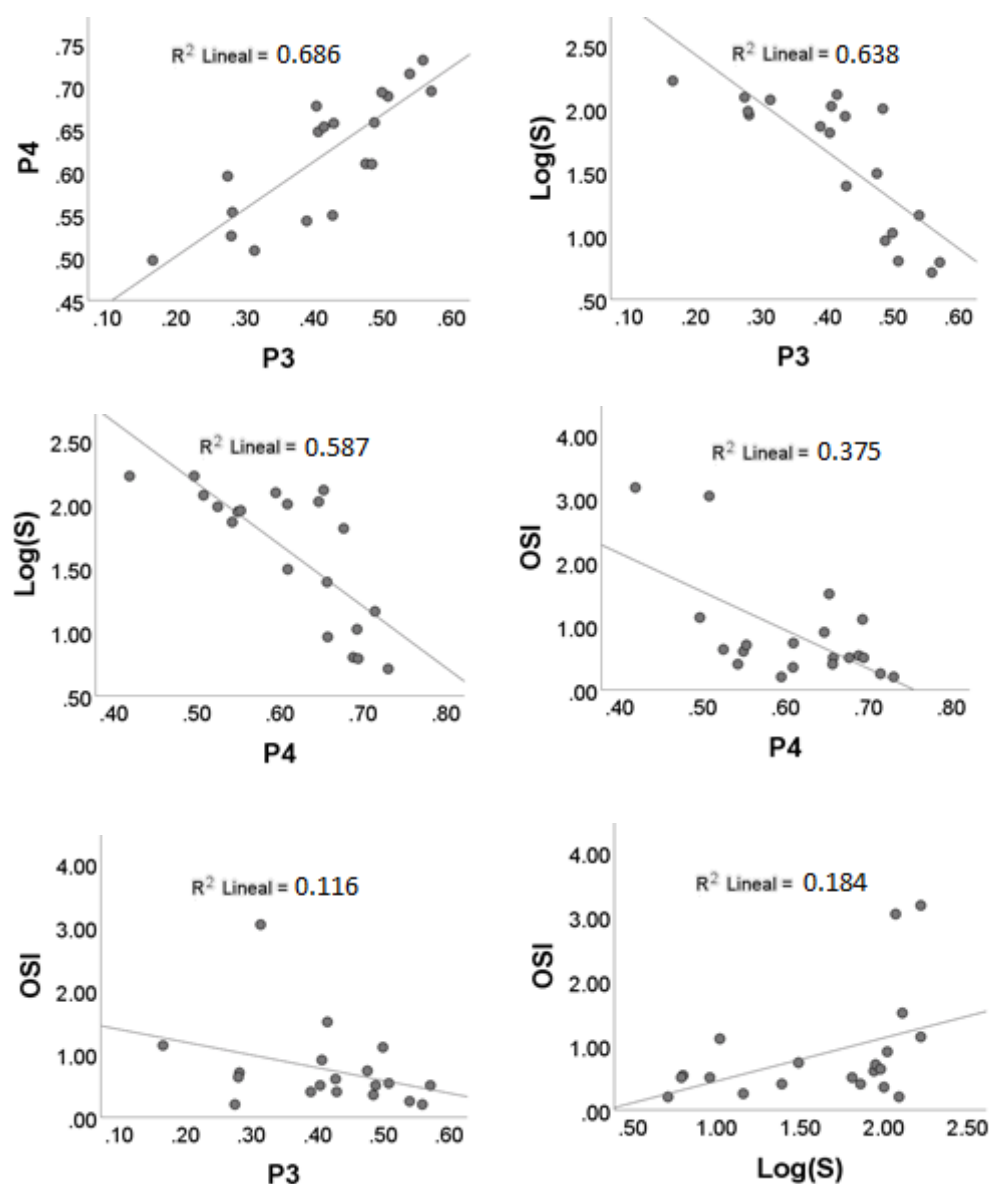 R² Lineal = 0.686
.75
.70
.65
.60
.55
.50
.45
P4
.10 .20 .30 .40 .50 .60
P3
R² Lineal = 0.638
2.50
2.00
1.50
1.00
.50
Log(S)
.10 .20 .30 .40 .50 .60
P3
R² Lineal = 0.587
2.50
2.00
1.50
1.00
.50
Log(S)
.40 .50 .60 .70 .80
P4
R² Lineal = 0.375
4.00
3.00
2.00
1.00
.00
OSI
.40 .50 .60 .70 .80
P4
R² Lineal = 0.116
4.00
3.00
2.00
1.00
.00
OSI
.10 .20 .30 .40 .50 .60
P3
R² Lineal = 0.184
4.00
3.00
2.00
1.00
.00
OSI
.50 1.00 1.50 2.00 2.50
Log(S)